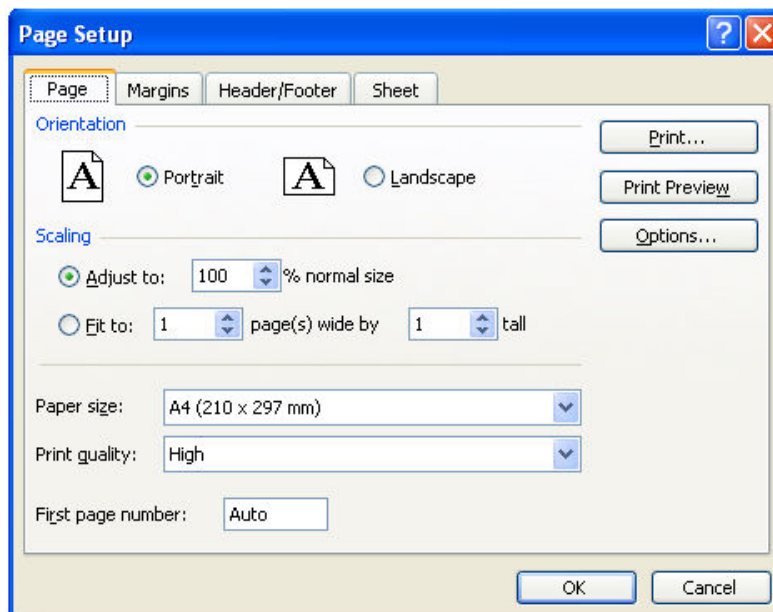 Page Setup
Page Margins Header/Footer Sheet
Orientation
A Portrait A Landscape
Print...
Print Preview
Options...
Scaling
Adjust to: 100 % normal size
Fit to: 1 page(s) wide by 1 tall
Paper size: A4 (210 x 297 mm)
Print quality: High
First page number: Auto
OK Cancel